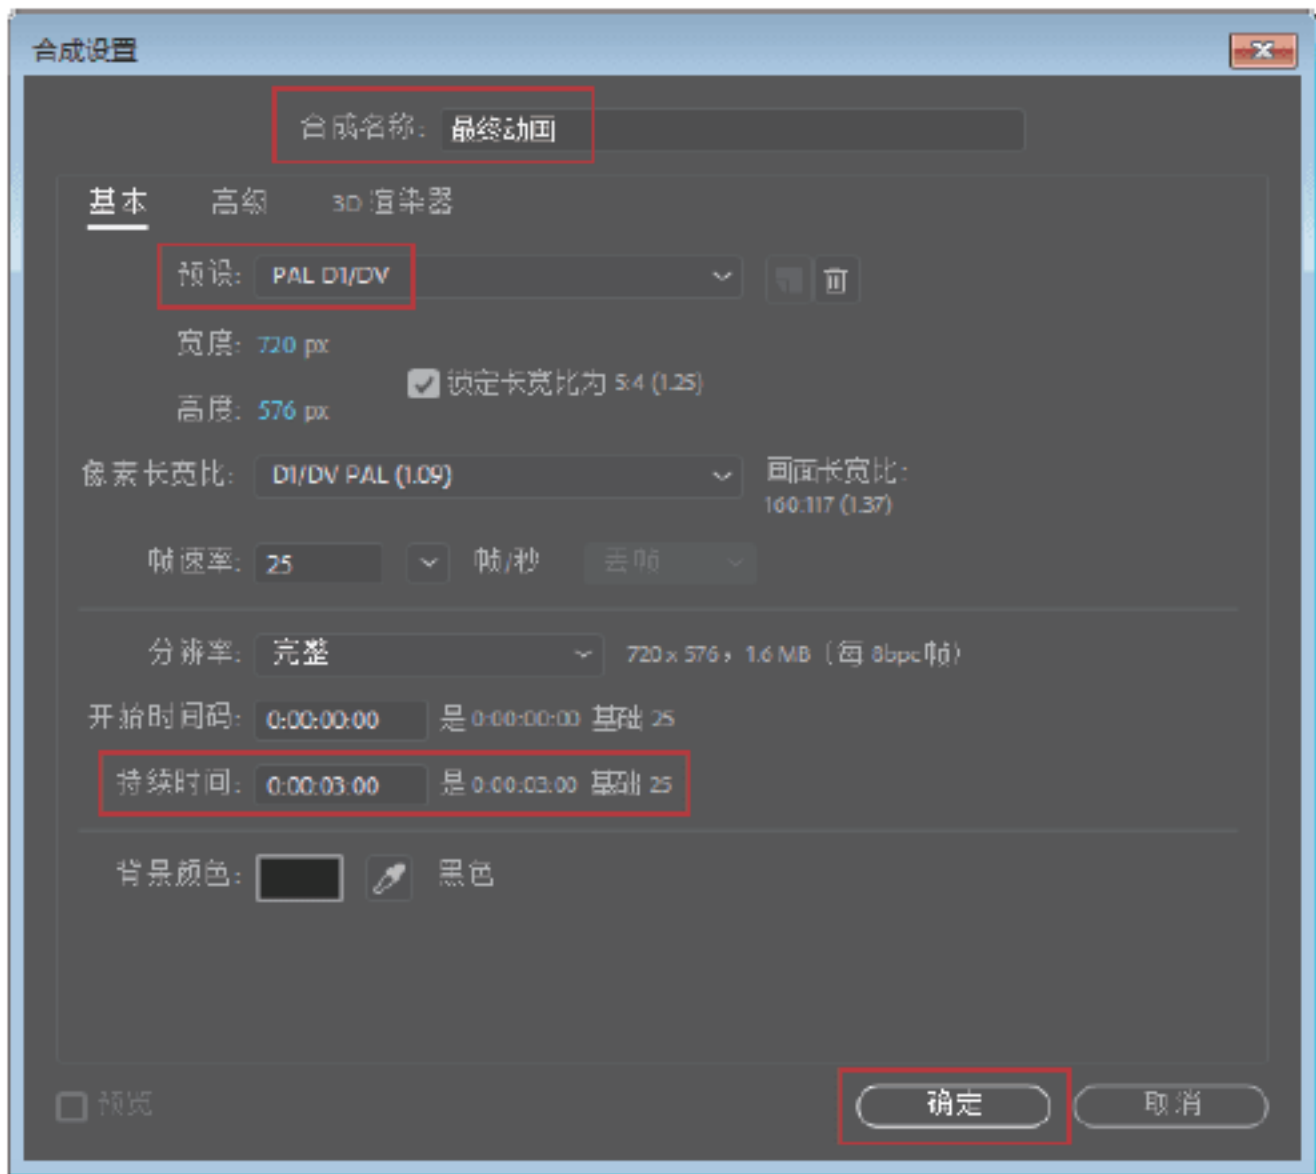 合成设置
合成名称: 最终动画
基本 高级 3D 渲染器
预设: PAL D1/DV
宽度: 720 px
锁定长宽比为 5:4 (1.25)
高度: 576 px
像素长宽比: D1/DV PAL (1.09) 画面长宽比:
160:117 (1.37)
帧速率: 25 帧/秒 丢帧
分辨率: 完整 720 x 576，1.6 MB（每 8bpc 帧）
开始时间码: 0:00:00:00 是 0:00:00:00 基础 25
持续时间: 0:00:03:00 是 0:00:03:00 基础 25
背景颜色: 黑色
预览 确定 取消